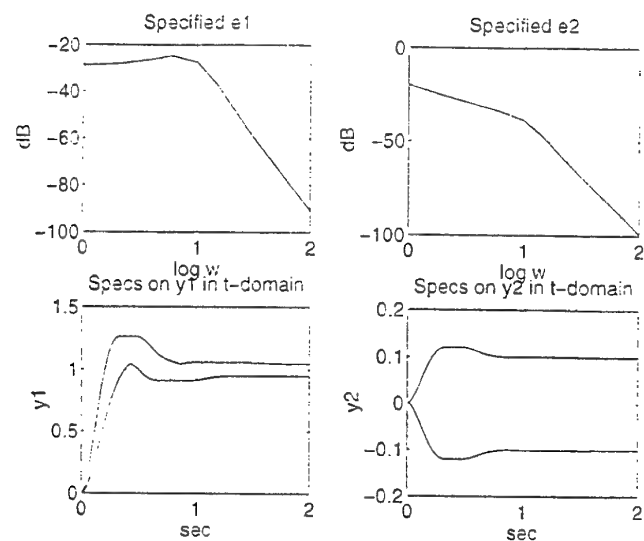 Specified e1
-20
-40
-60
-80
-100
dB
0
1
2
log w
Specified e2
0
-50
-100
dB
0
1
2
log w
Specs on y1 in t-domain
1.5
1
0.5
0
y1
0
1
2
sec
Specs on y2 in t-domain
0.2
0.1
0
-0.1
-0.2
y2
0
1
2
sec